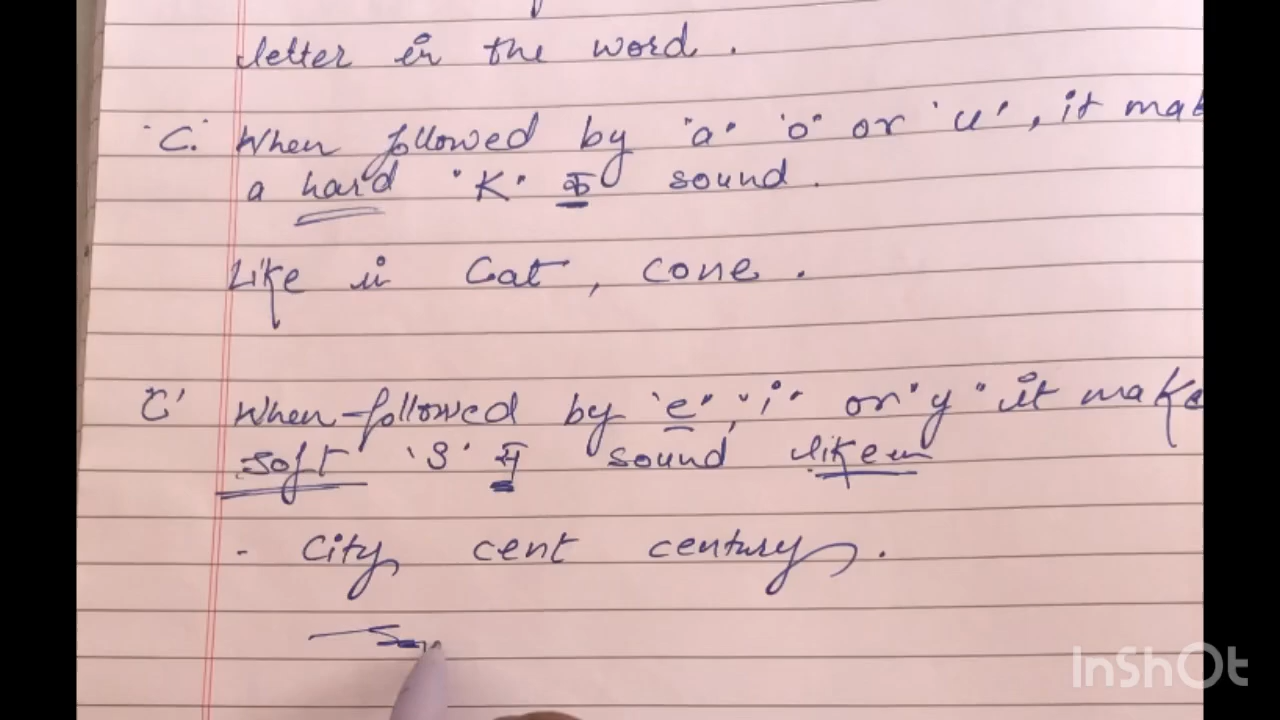 letter in the word.
'C' When followed by "a" "o" or 'u', it mak
a hard "K" क sound.
Like in Cat, cone.
C' When followed by 'e', 'i' or "y" it make
soft 'S' स sound like in
- City cent century.
InShOt